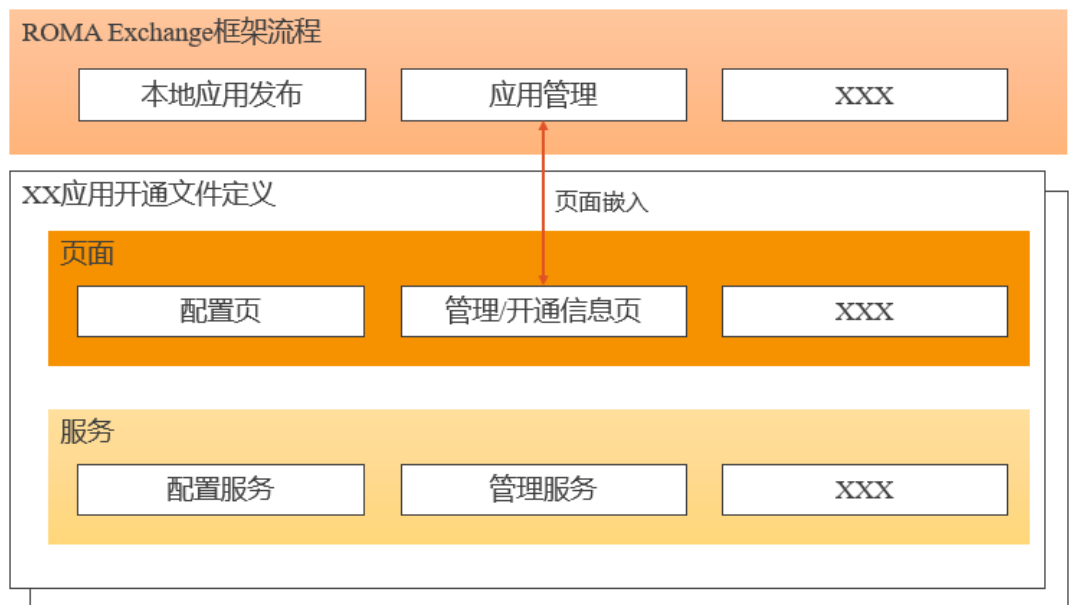 ROMA Exchange框架流程
本地应用发布
应用管理
XXX
XX应用开通文件定义
页面嵌入
页面
配置页
管理/开通信息页
XXX
服务
配置服务
管理服务
XXX